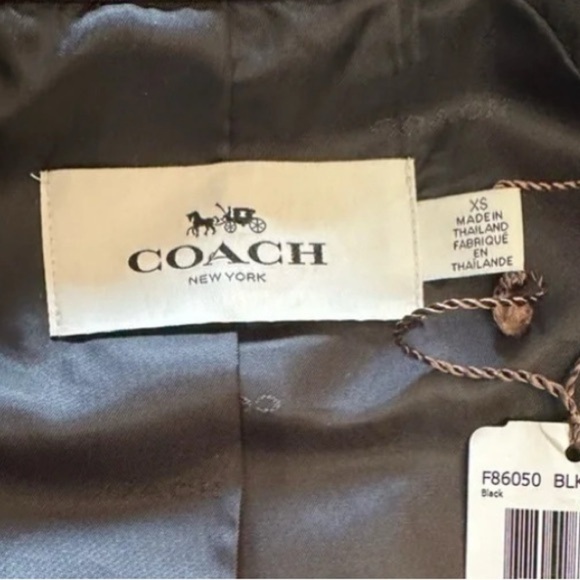 COACH
NEW YORK
XS
MADE IN
THAILAND
FABRIQUÉ
EN
THAÏLANDE
F86050 BLK
Black